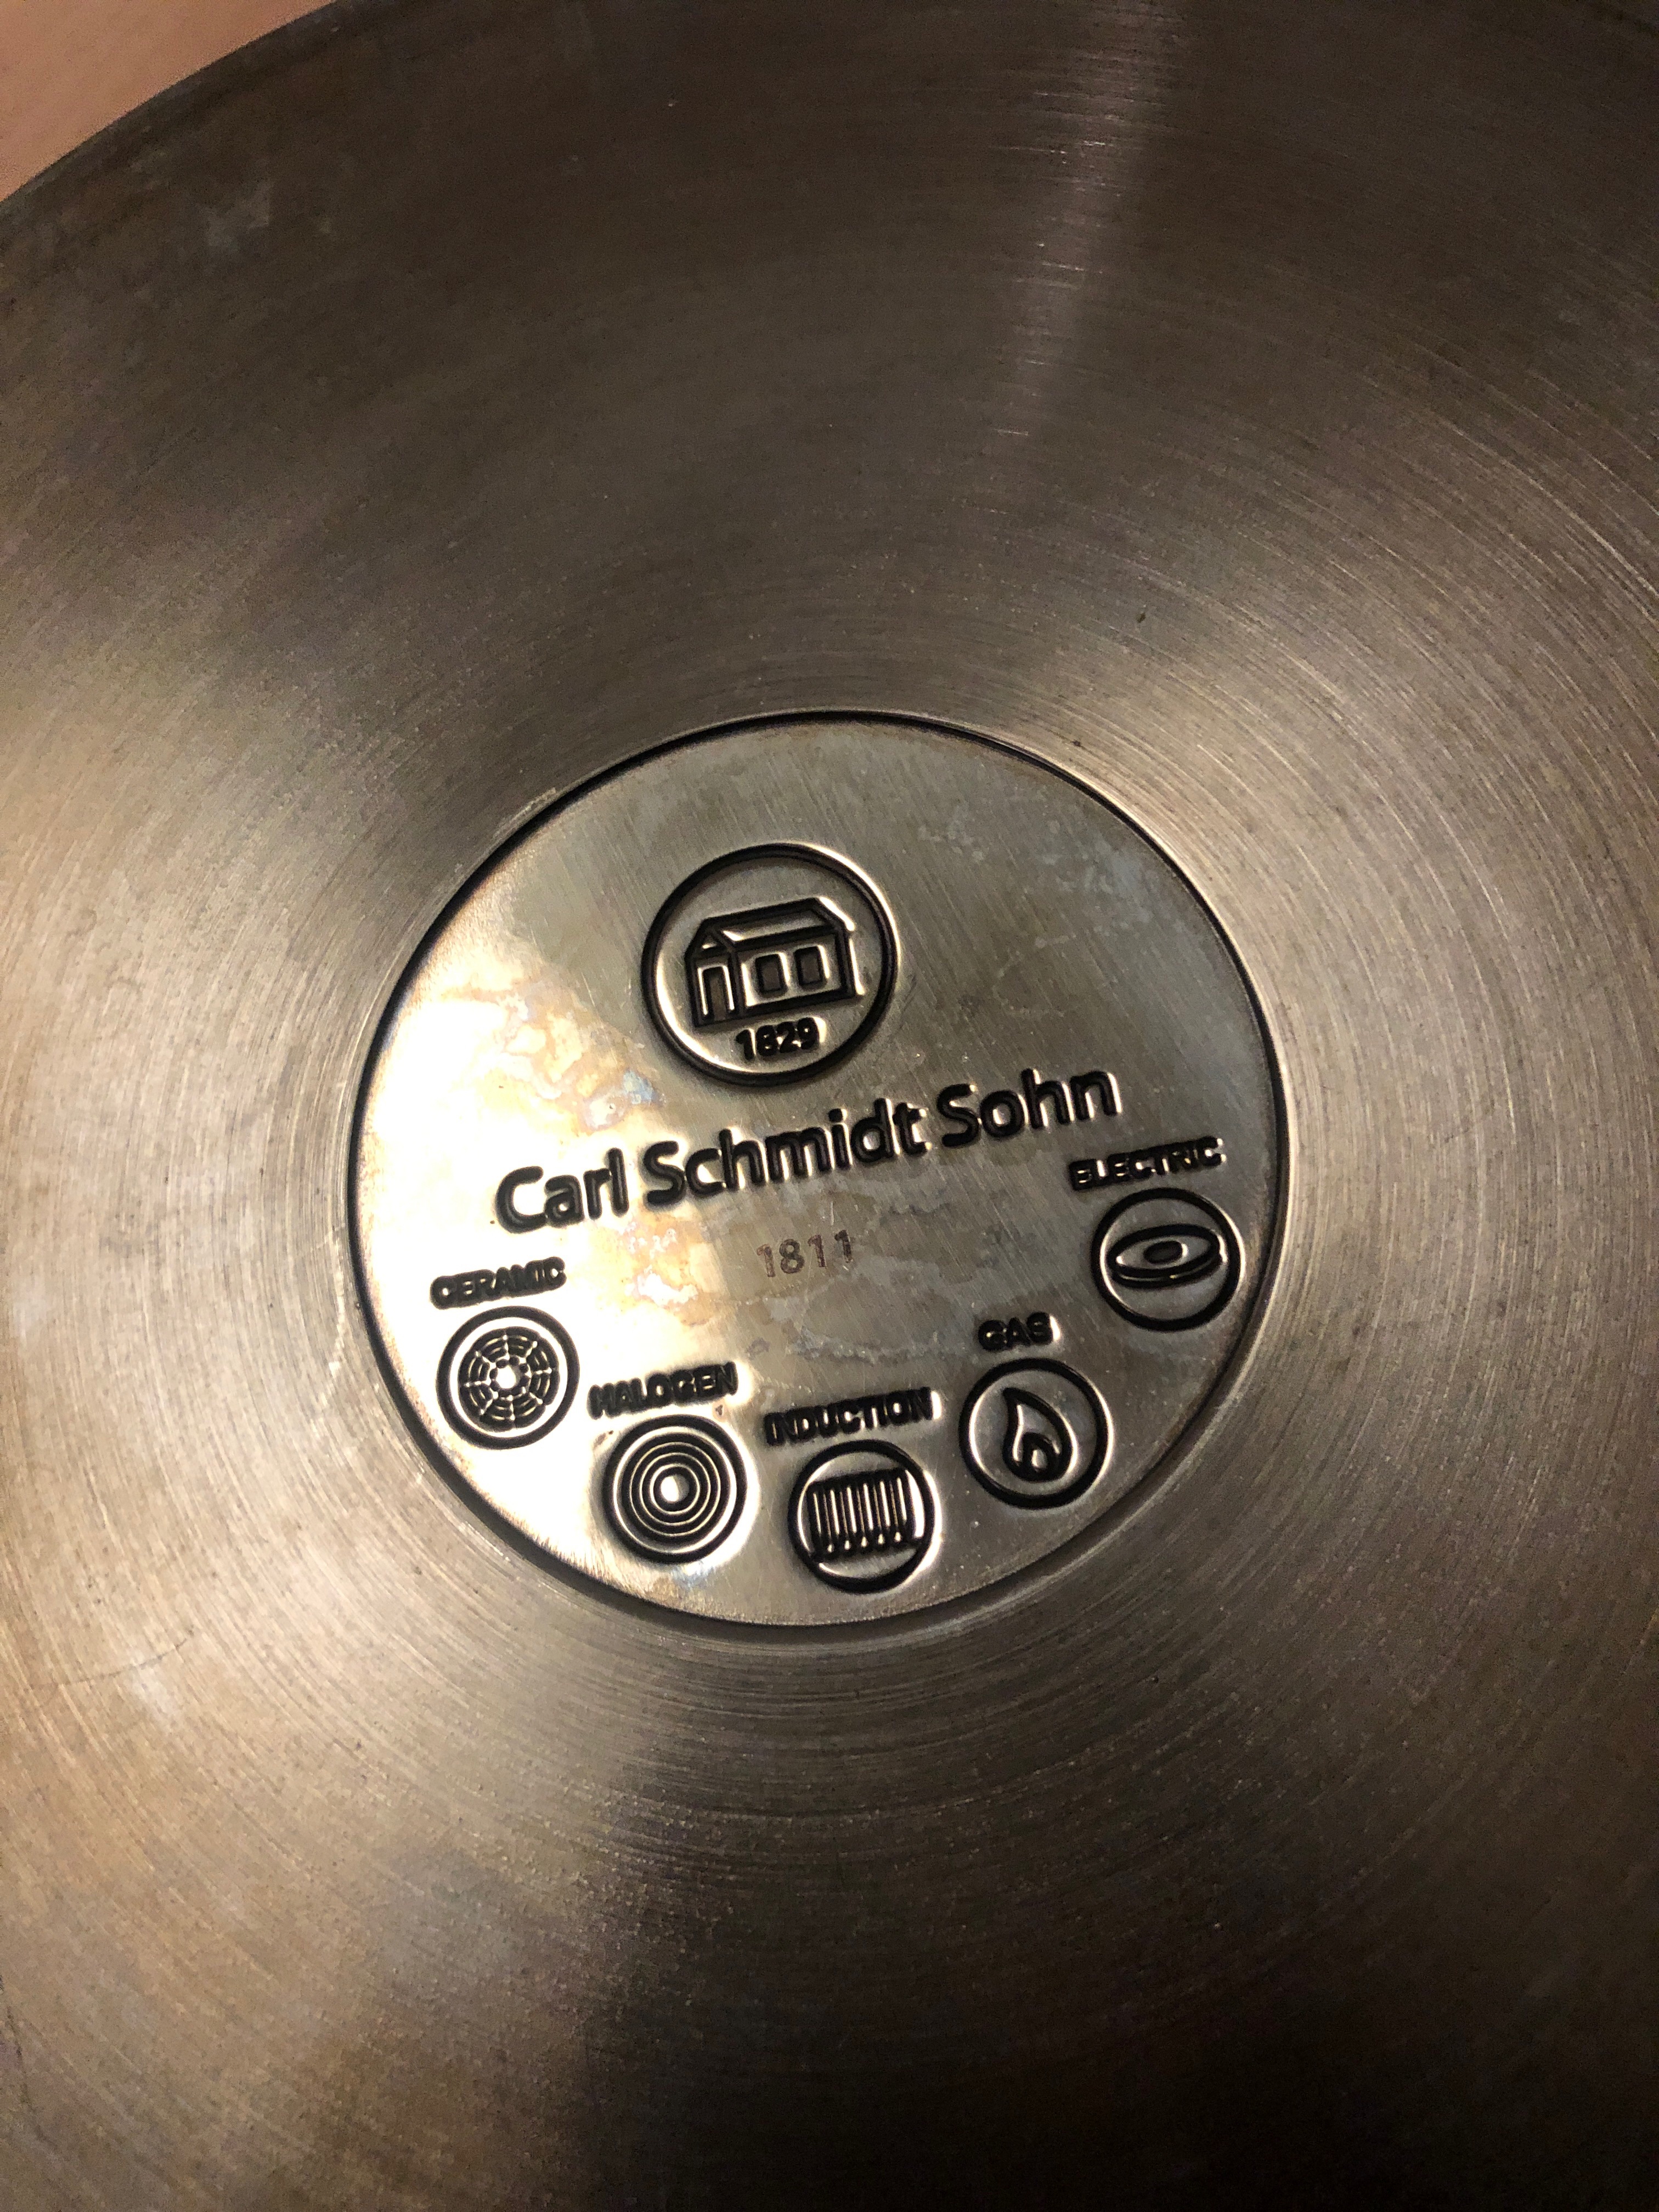 1829
Carl Schmidt Sohn
1811
CERAMIC
HALOGEN
INDUCTION
GAS
ELECTRIC